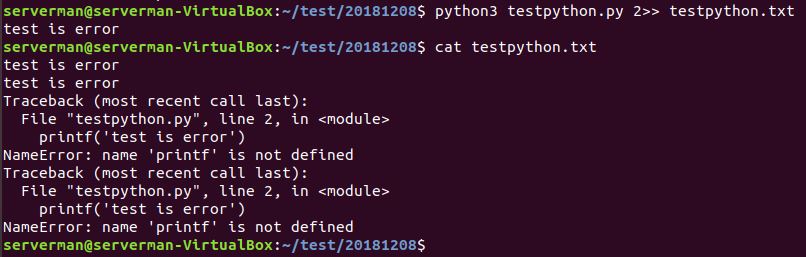 serverman@serverman-VirtualBox:~/test/20181208$ python3 testpython.py 2>> testpython.txt
test is error
serverman@serverman-VirtualBox:~/test/20181208$ cat testpython.txt
test is error
test is error
Traceback (most recent call last):
  File "testpython.py", line 2, in <module>
    printf('test is error')
NameError: name 'printf' is not defined
Traceback (most recent call last):
  File "testpython.py", line 2, in <module>
    printf('test is error')
NameError: name 'printf' is not defined
serverman@serverman-VirtualBox:~/test/20181208$